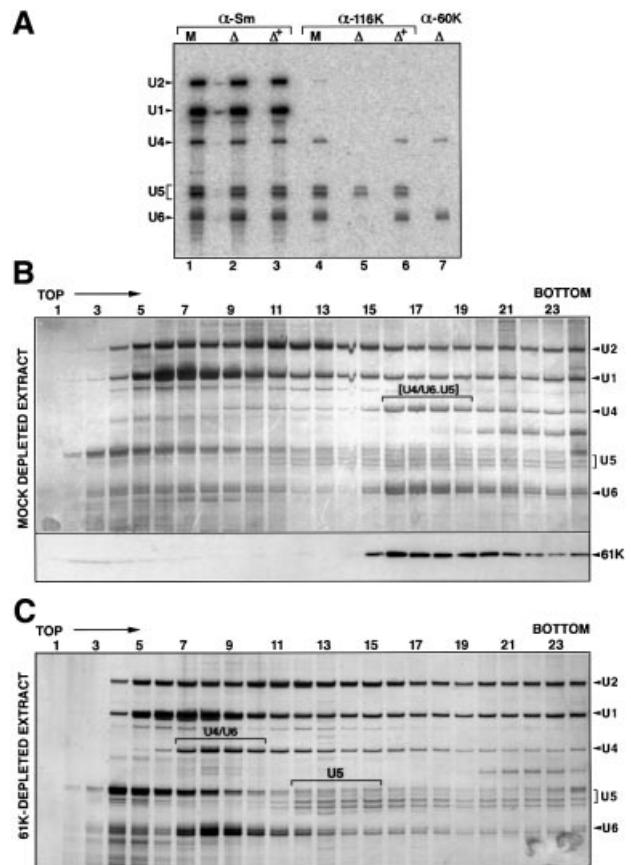 A
α-Sm α-116K α-60K
M Δ Δ+ M Δ Δ+ Δ
U2
U1
U4
U5
U6
1 2 3 4 5 6 7
B
TOP BOTTOM
1 3 5 7 9 11 13 15 17 19 21 23
MOCK DEPLETED EXTRACT
U2
U1
[U4/U6.U5]
U4
U5
U6
61K
C
TOP BOTTOM
1 3 5 7 9 11 13 15 17 19 21 23
61K-DEPLETED EXTRACT
U2
U1
U4/U6
U4
U5
U5
U6